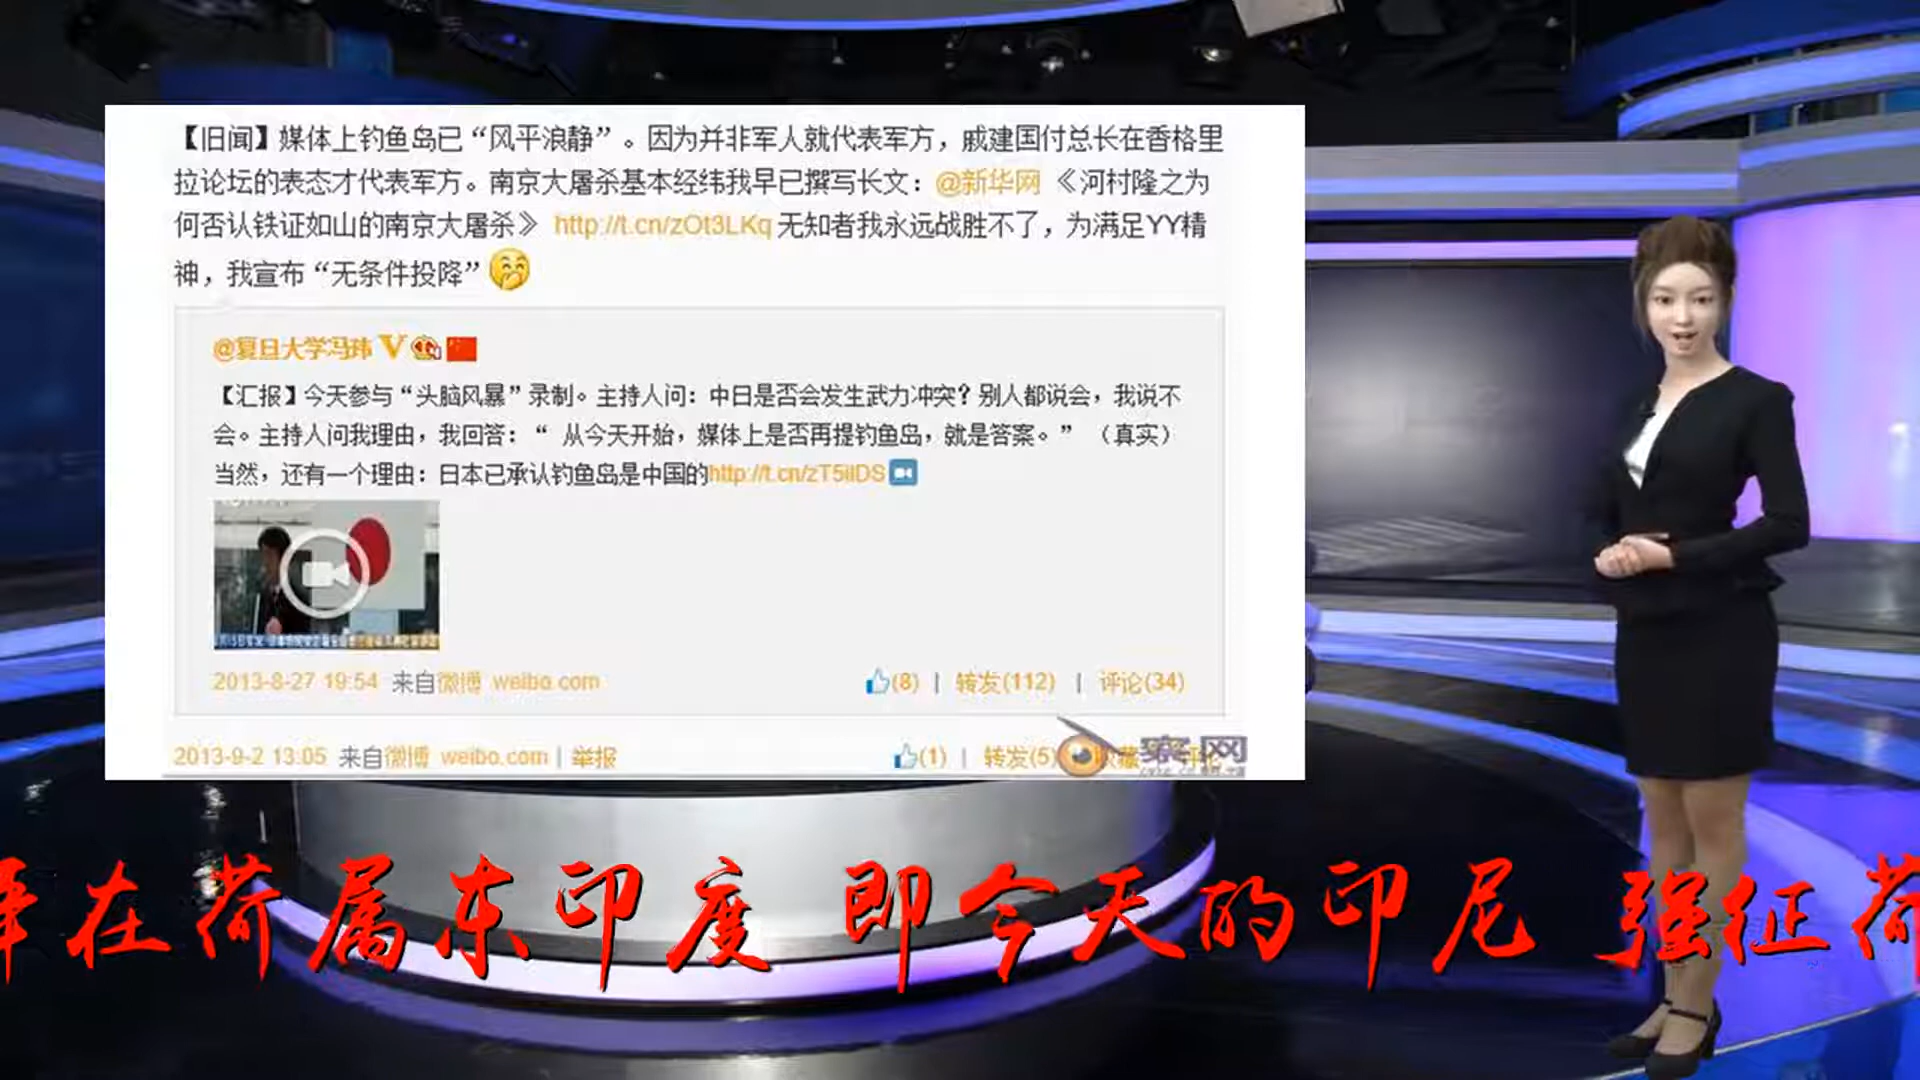 【旧闻】媒体上钓鱼岛已“风平浪静”。因为并非军人就代表军方，戚建国付总长在香格里
拉论坛的表态才代表军方。南京大屠杀基本经纬我早已撰写长文：@新华网 《河村隆之为
何否认铁证如山的南京大屠杀》 http://t.cn/zOt3LKq 无知者我永远战胜不了，为满足YY精
神，我宣布“无条件投降”
@复旦大学冯玮 V
【汇报】今天参与“头脑风暴”录制。主持人问：中日是否会发生武力冲突？别人都说会，我说不
会。主持人问我理由，我回答：“ 从今天开始，媒体上是否再提钓鱼岛，就是答案。”（真实）
当然，还有一个理由：日本已承认钓鱼岛是中国的http://t.cn/zT5ilDS
2013-8-27 19:54 来自微博 weibo.com
(8) | 转发(112) | 评论(34)
2013-9-2 13:05 来自微博 weibo.com | 举报
(1) | 转发(5)
察网
在荷属东印度 即今天的印尼 强征荷